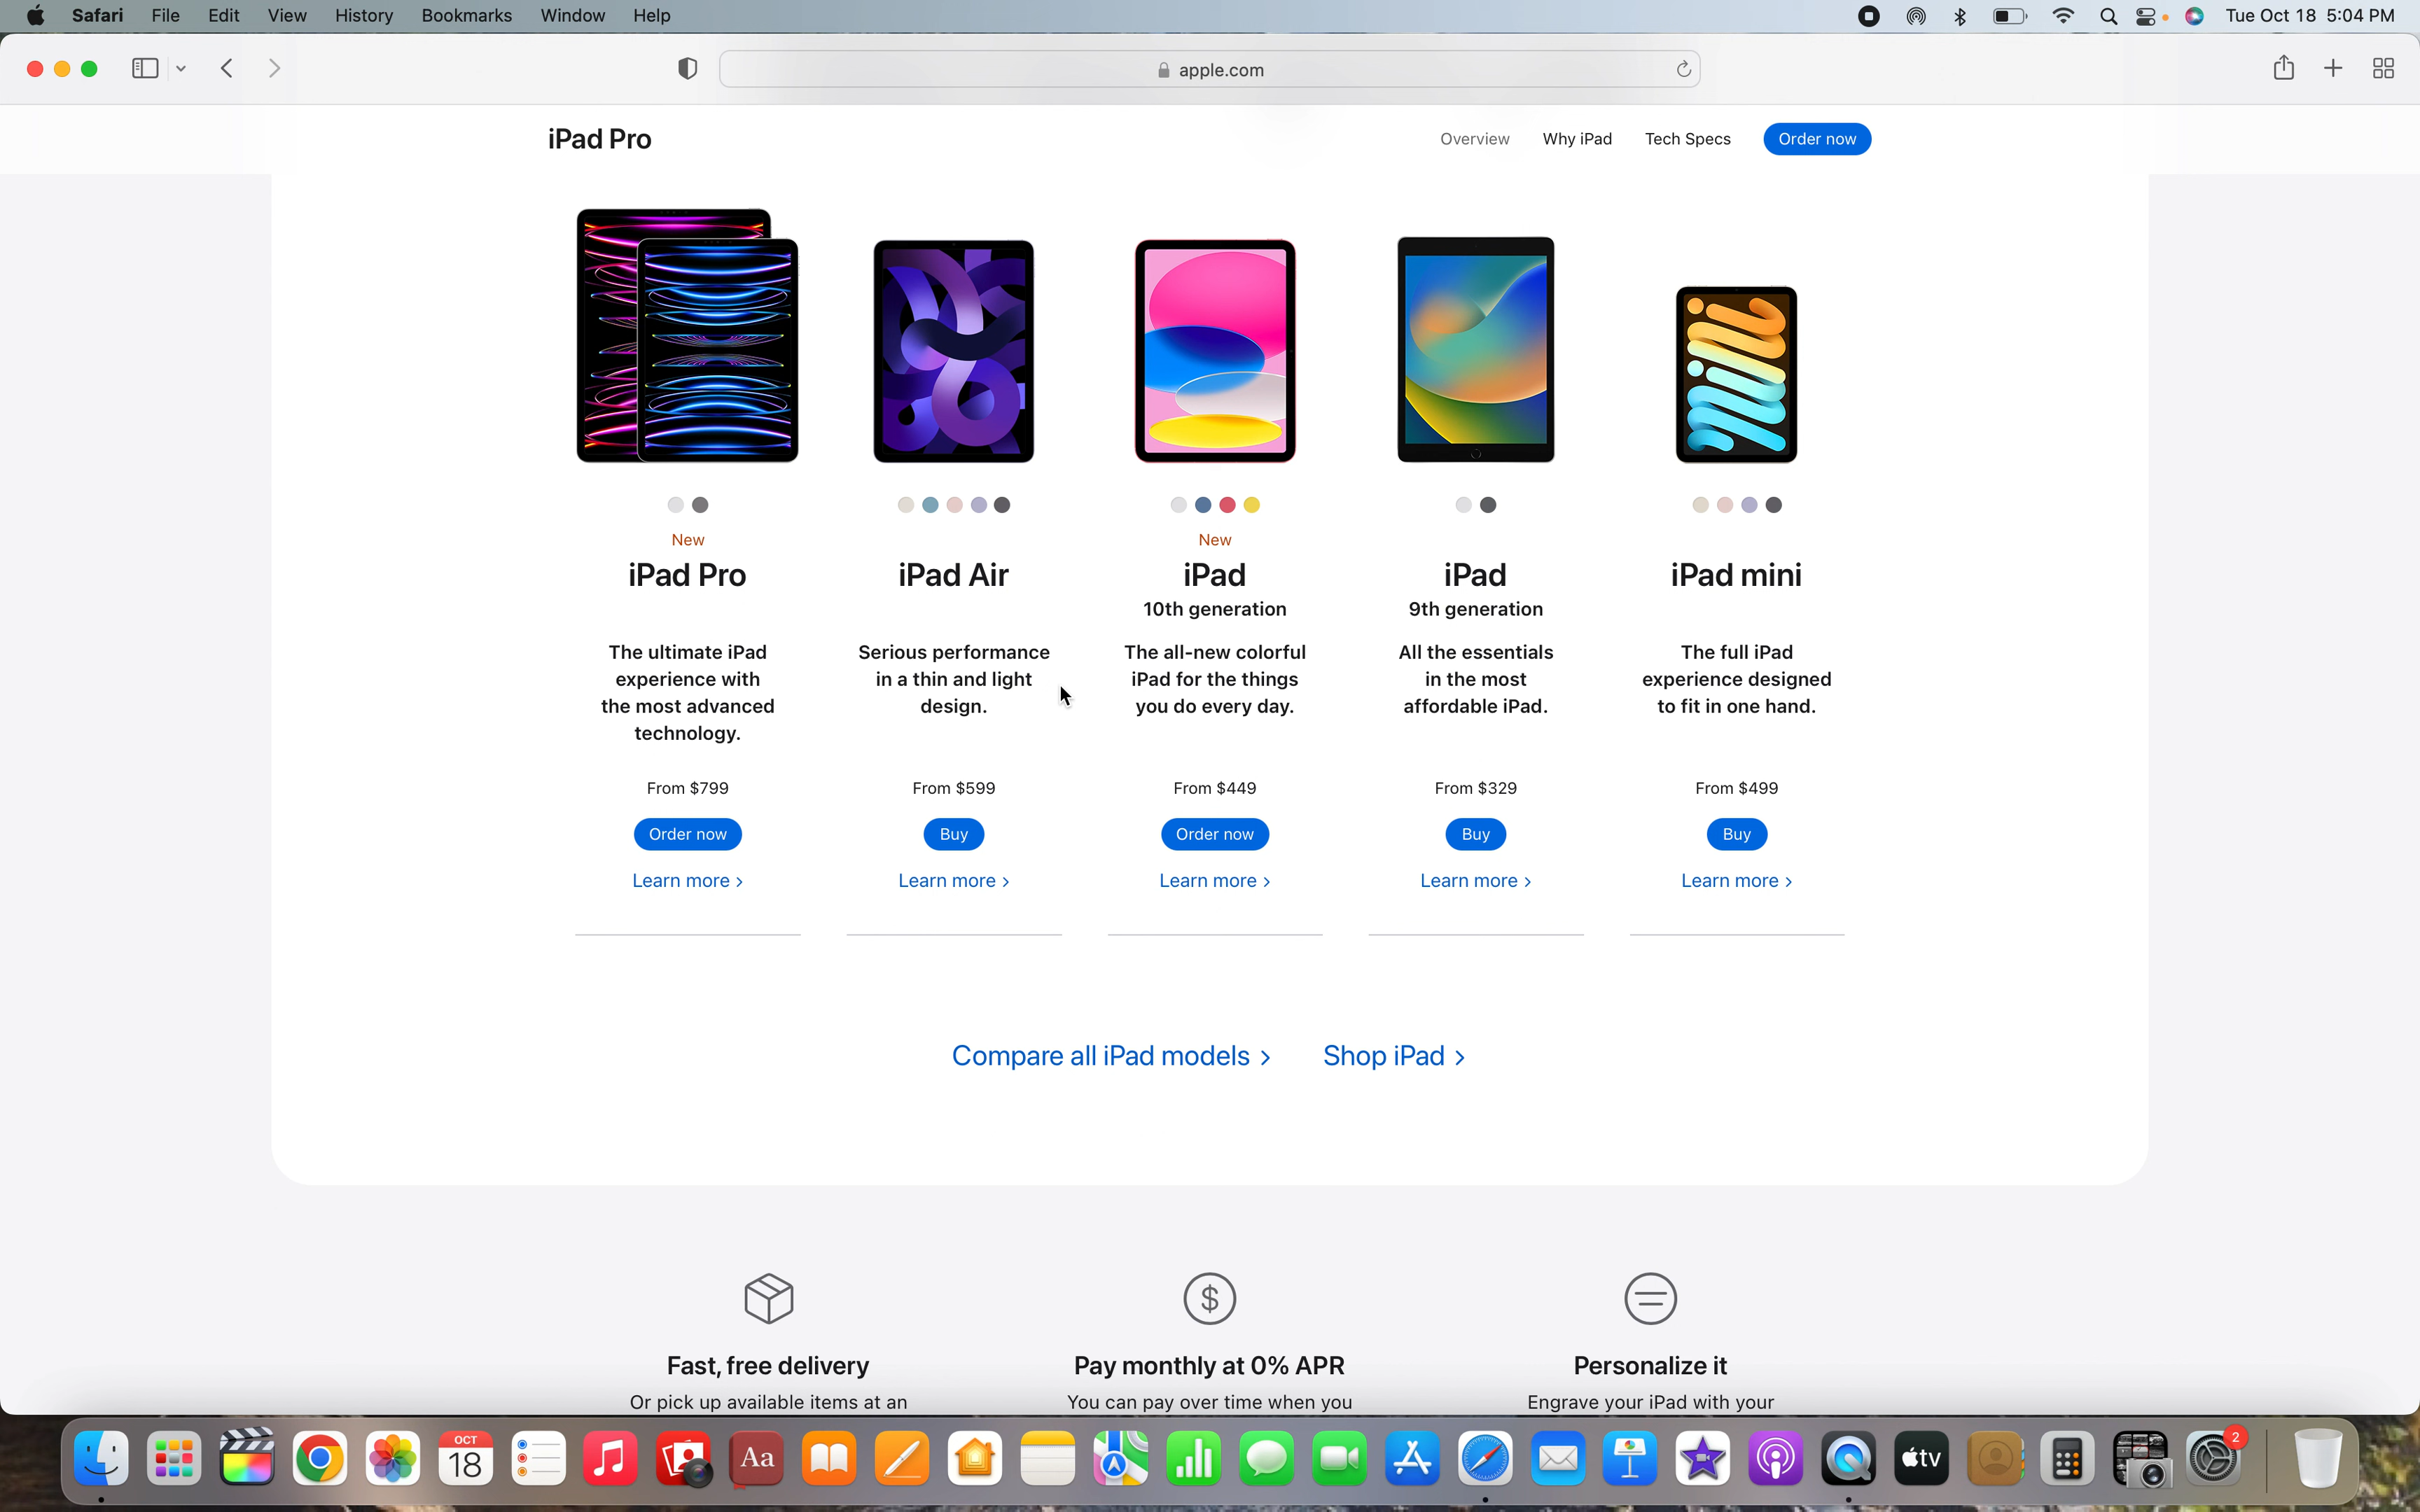 Safari File Edit View History Bookmarks Window Help Tue Oct 18 5:04 PM
apple.com
iPad Pro Overview Why iPad Tech Specs Order now
New New
iPad Pro iPad Air iPad iPad iPad mini
10th generation 9th generation
The ultimate iPad Serious performance The all-new colorful All the essentials The full iPad
experience with in a thin and light iPad for the things in the most experience designed
the most advanced design. you do every day. affordable iPad. to fit in one hand.
technology.
From $799 From $599 From $449 From $329 From $499
Order now Buy Order now Buy Buy
Learn more > Learn more > Learn more > Learn more > Learn more >
Compare all iPad models > Shop iPad >
$
Fast, free delivery Pay monthly at 0% APR Personalize it
Or pick up available items at an You can pay over time when you Engrave your iPad with your
OCT 2
18 Aa tv